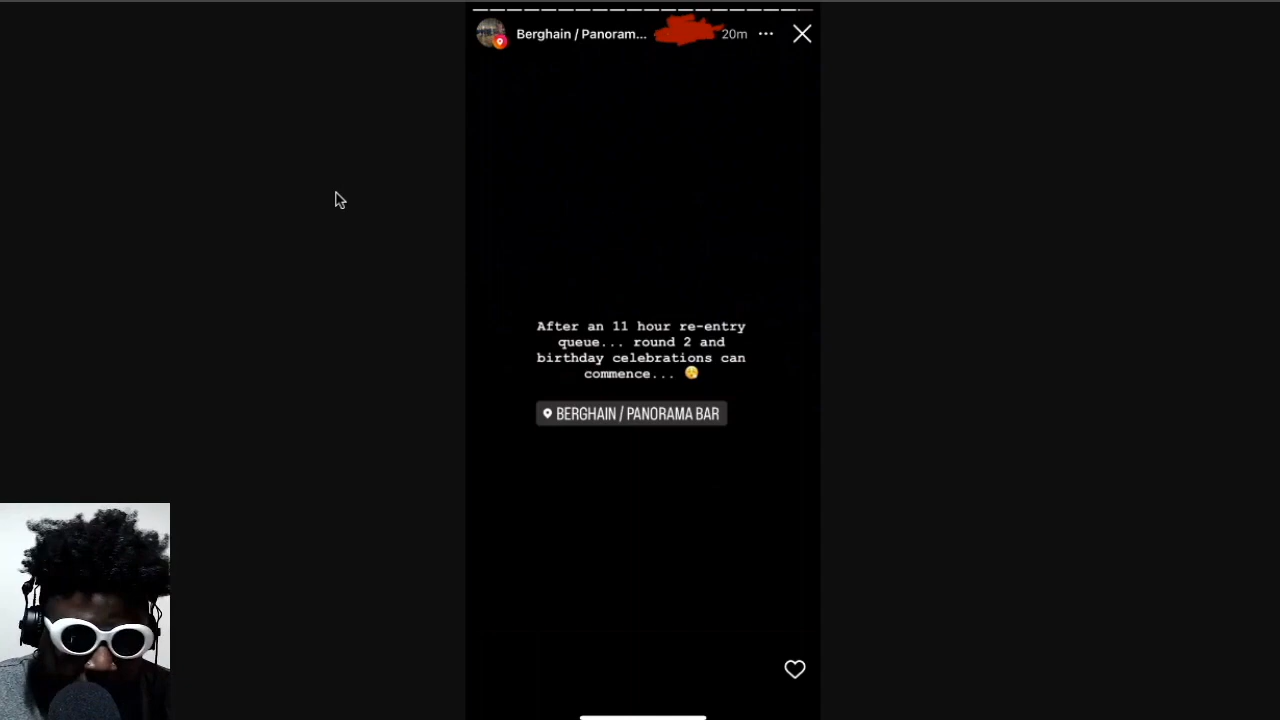 Berghain / Panoram... 20m
After an 11 hour re-entry
queue... round 2 and
birthday celebrations can
commence... 🫣
BERGHAIN / PANORAMA BAR